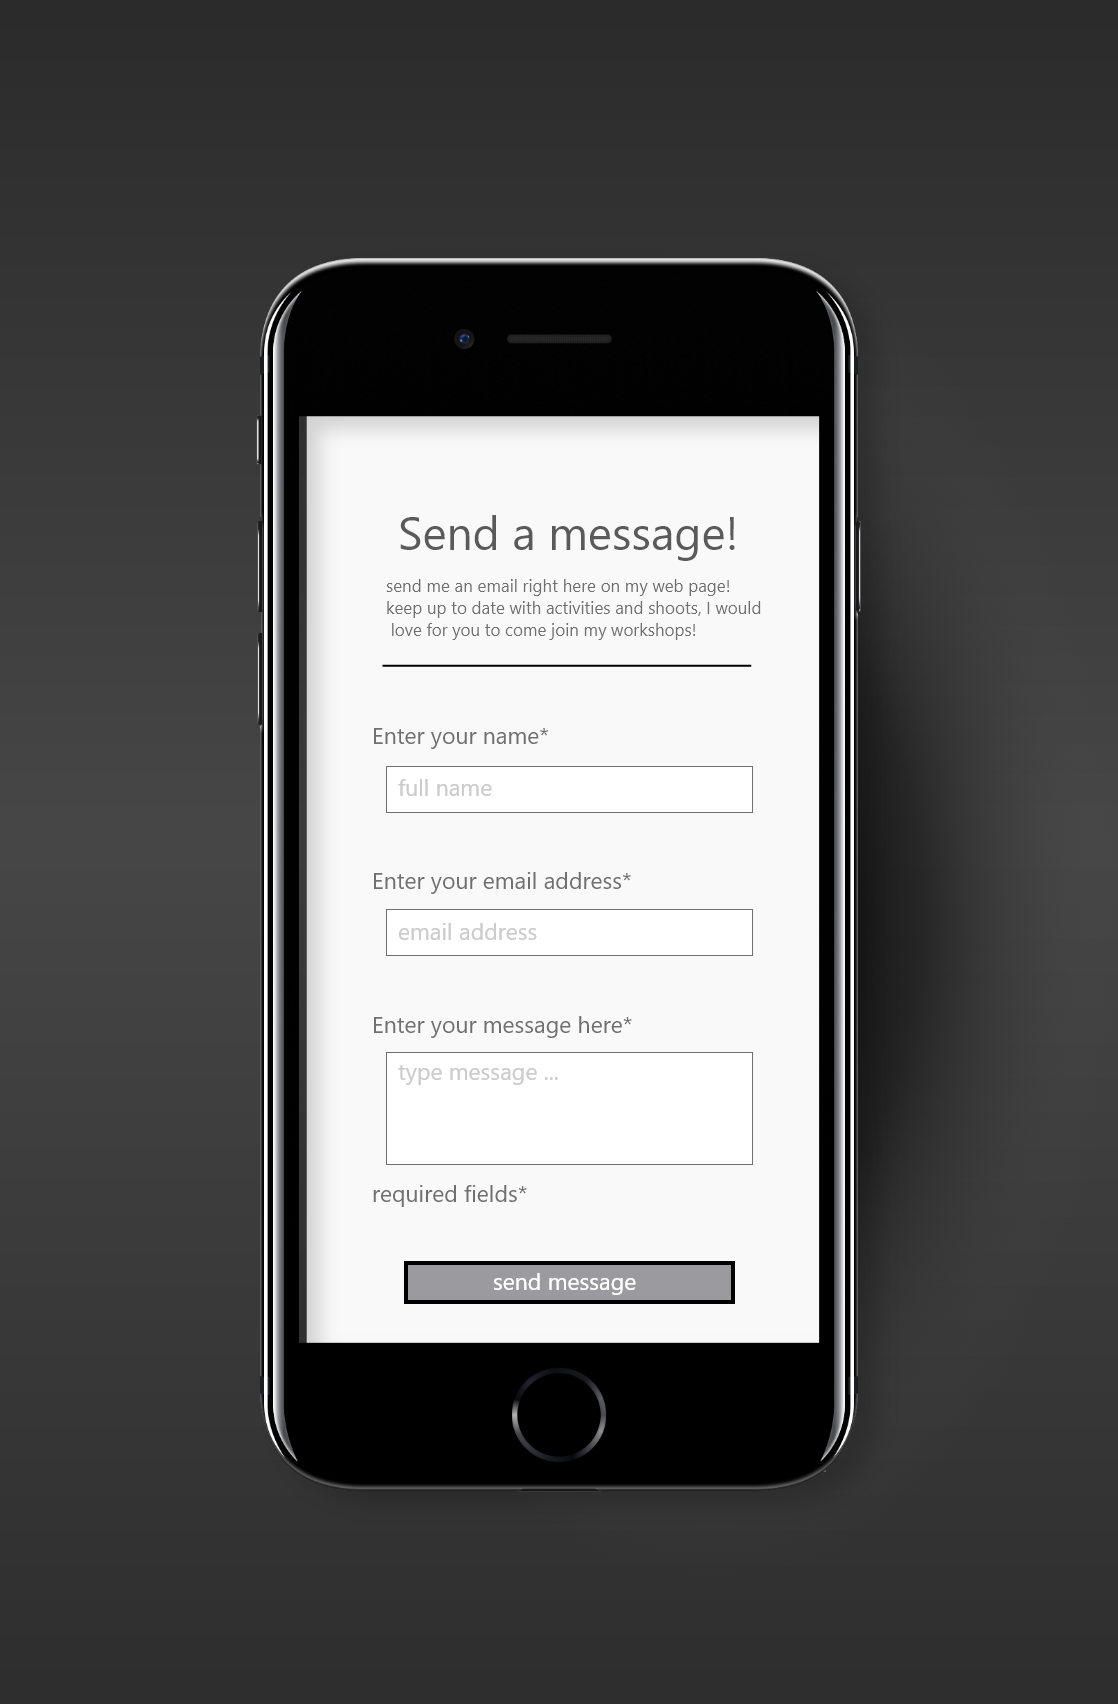 Send a message!
send me an email right here on my web page!
keep up to date with activities and shoots, I would
love for you to come join my workshops!
Enter your name*
full name
Enter your email address*
email address
Enter your message here*
type message ...
required fields*
send message